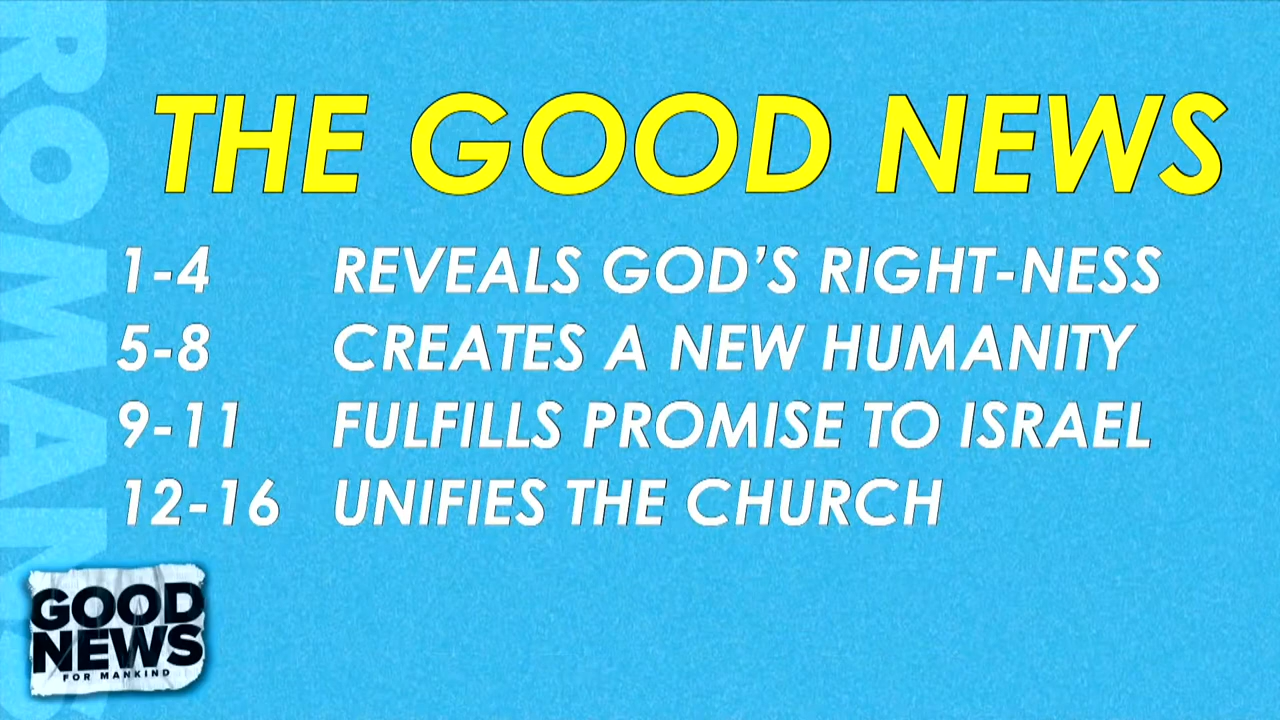 ROMANS
THE GOOD NEWS
1-4 REVEALS GOD'S RIGHT-NESS
5-8 CREATES A NEW HUMANITY
9-11 FULFILLS PROMISE TO ISRAEL
12-16 UNIFIES THE CHURCH
GOOD
NEWS
FOR MANKIND